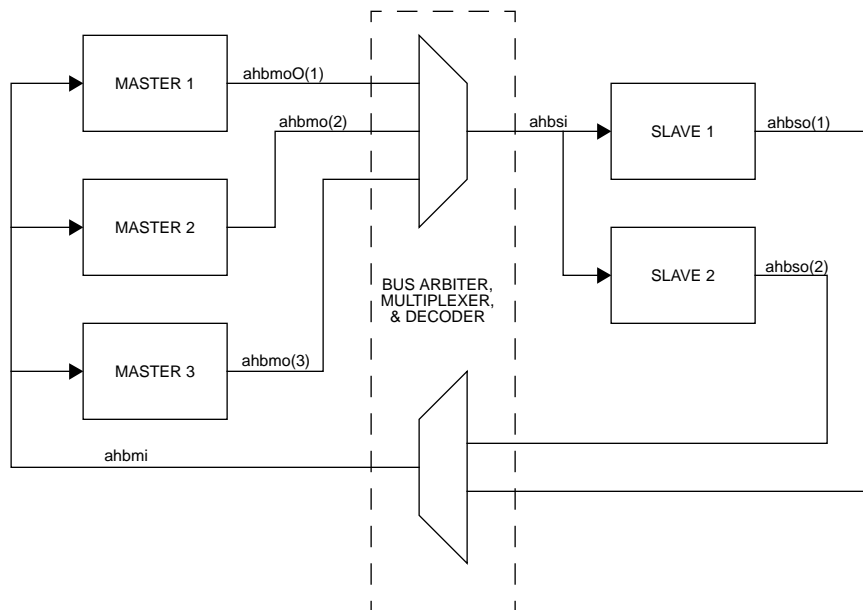 MASTER 1
ahbmoO(1)
ahbmo(2)
ahbsi
SLAVE 1
ahbso(1)
MASTER 2
SLAVE 2
ahbso(2)
BUS ARBITER,
MULTIPLEXER,
& DECODER
MASTER 3
ahbmo(3)
ahbmi